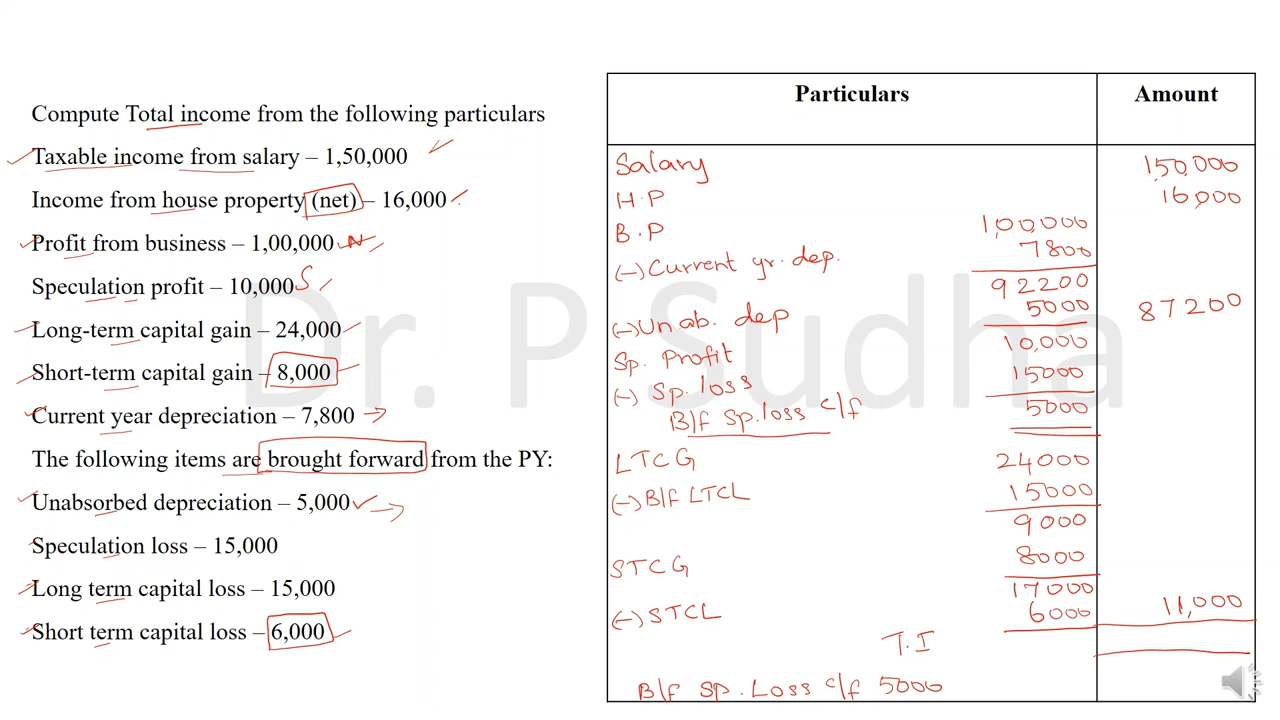 Compute Total income from the following particulars
Taxable income from salary – 1,50,000
Income from house property (net) – 16,000
Profit from business – 1,00,000 N
Speculation profit – 10,000 S
Long-term capital gain – 24,000
Short-term capital gain – 8,000
Current year depreciation – 7,800
The following items are brought forward from the PY:
Unabsorbed depreciation – 5,000
Speculation loss – 15,000
Long term capital loss – 15,000
Short term capital loss – 6,000
Particulars Amount
Salary 150,000
H.P 16,000
B.P 1,00,000
(-) Current yr. dep. 7800
92200
(-) Unab. dep 5000 87200
Sp. Profit 10,000
(-) Sp. loss 15000
B/f Sp. loss c/f 5000
LTCG 24000
(-) B/f LTCL 15000
9000
STCG 8000
17000
(-) STCL 6000 11,000
T.I
B/f Sp. Loss c/f 5000
Dr. P Sudha